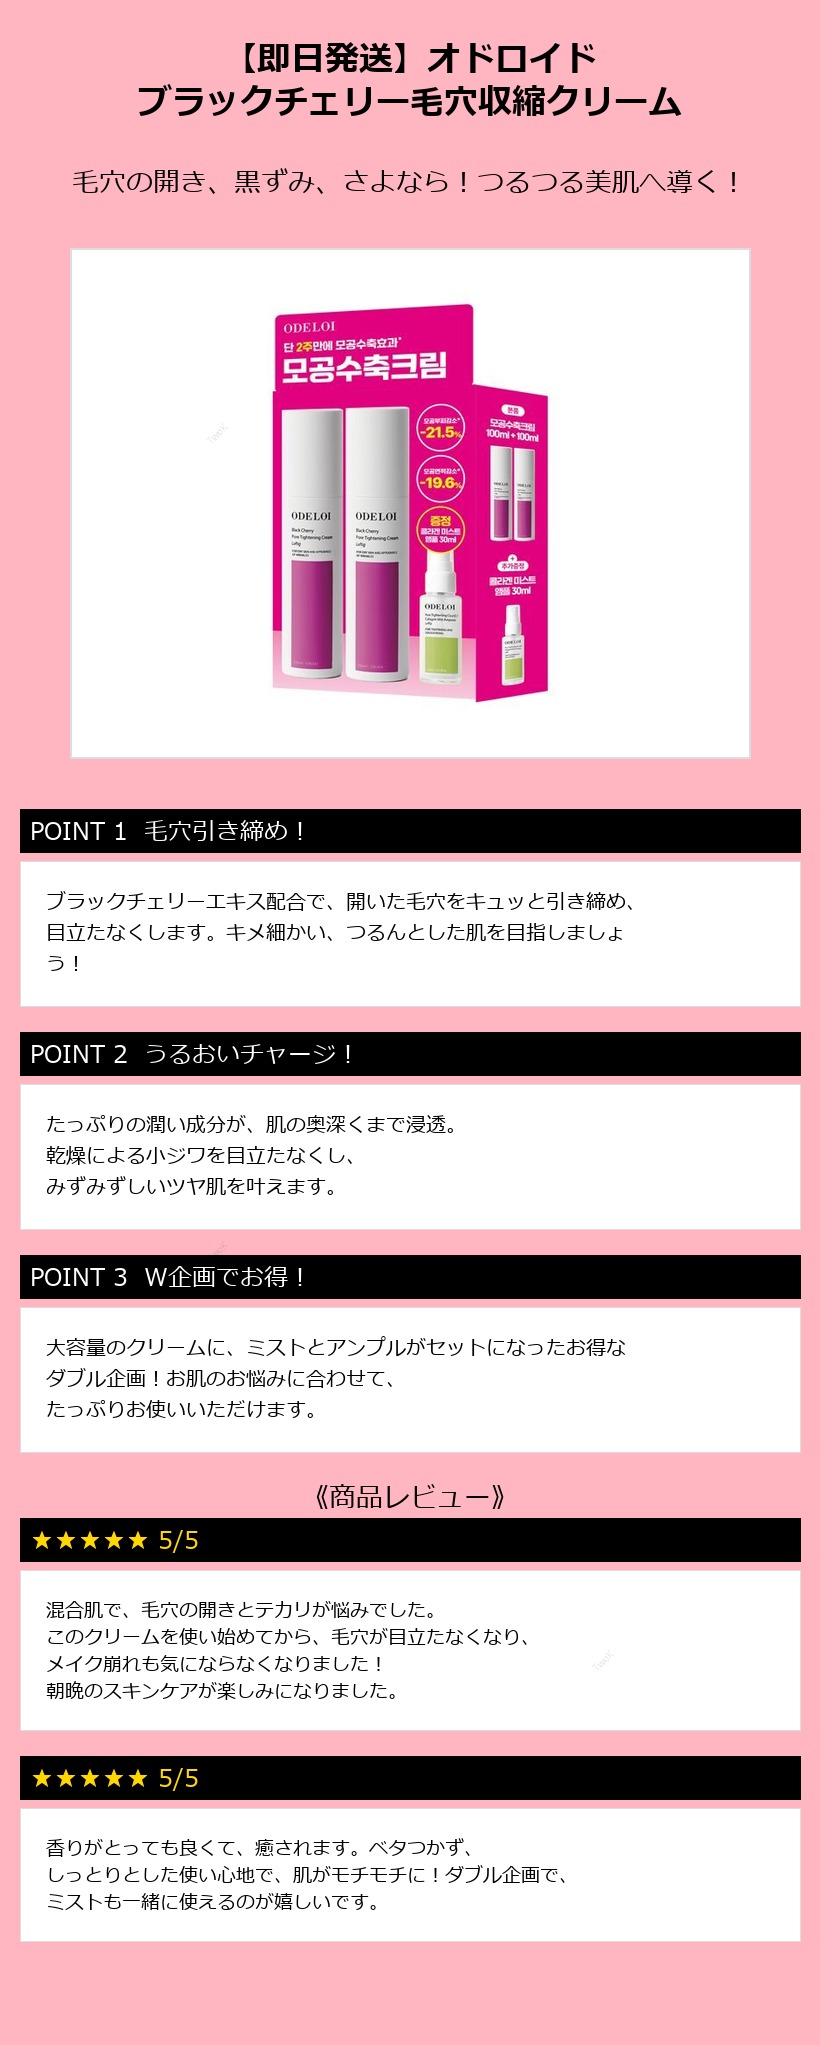 【即日発送】オドロイド
ブラックチェリー毛穴収縮クリーム
毛穴の開き、黒ずみ、さよなら！つるつる美肌へ導く！
ODELOI
단 2주만에 모공수축효과*
모공수축크림
모공부피감소*
-21.5%
모공면적감소*
-19.6%
증정
콜라겐 미스트
앰플 30ml
본품
모공수축크림
100ml + 100ml
+
추가증정
콜라겐 미스트
앰플 30ml
ODELOI
Black Cherry
Pore Tightening Cream
Loftig
ODELOI
Black Cherry
Pore Tightening Cream
Loftig
ODELOI
ODELOI
ODELOI
ODELOI
POINT 1 毛穴引き締め！
ブラックチェリーエキス配合で、開いた毛穴をキュッと引き締め、
目立たなくします。キメ細かい、つるんとした肌を目指しましょ
う！
POINT 2 うるおいチャージ！
たっぷりの潤い成分が、肌の奥深くまで浸透。
乾燥による小ジワを目立たなくし、
みずみずしいツヤ肌を叶えます。
POINT 3 W企画でお得！
大容量のクリームに、ミストとアンプルがセットになったお得な
ダブル企画！お肌のお悩みに合わせて、
たっぷりお使いいただけます。
《商品レビュー》
★★★★★ 5/5
混合肌で、毛穴の開きとテカリが悩みでした。
このクリームを使い始めてから、毛穴が目立たなくなり、
メイク崩れも気にならなくなりました！
朝晩のスキンケアが楽しみになりました。
★★★★★ 5/5
香りがとっても良くて、癒されます。ベタつかず、
しっとりとした使い心地で、肌がモチモチに！ダブル企画で、
ミストも一緒に使えるのが嬉しいです。